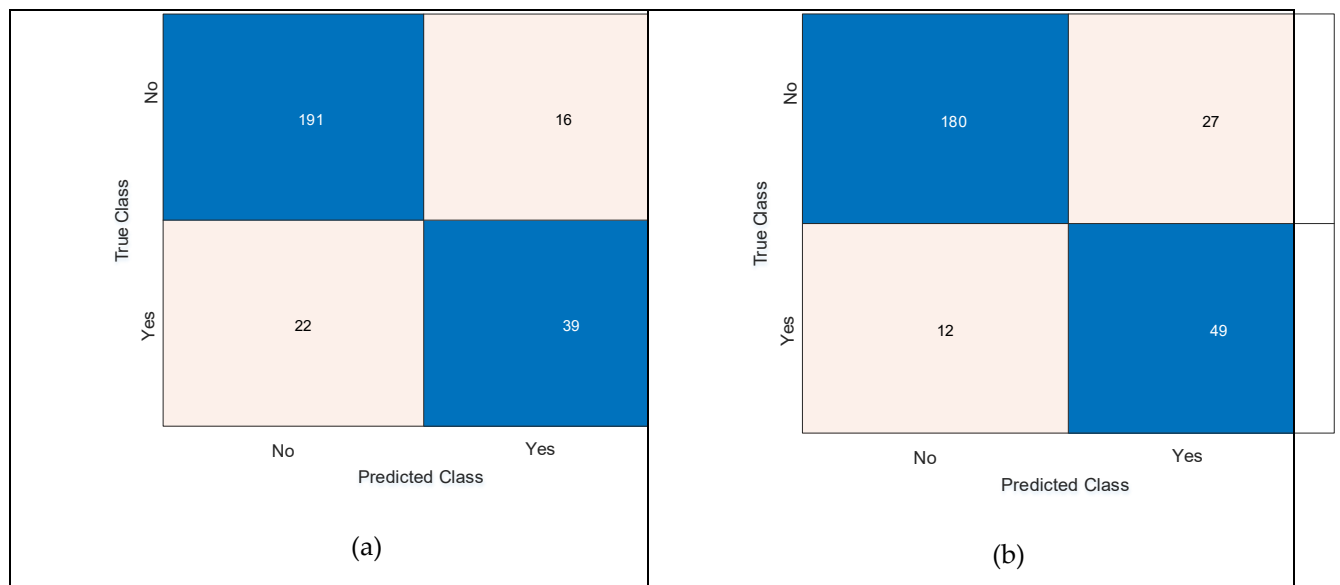 No
191
16
True Class
Yes
22
39
No
Yes
Predicted Class
(a)
No
180
27
True Class
Yes
12
49
No
Yes
Predicted Class
(b)